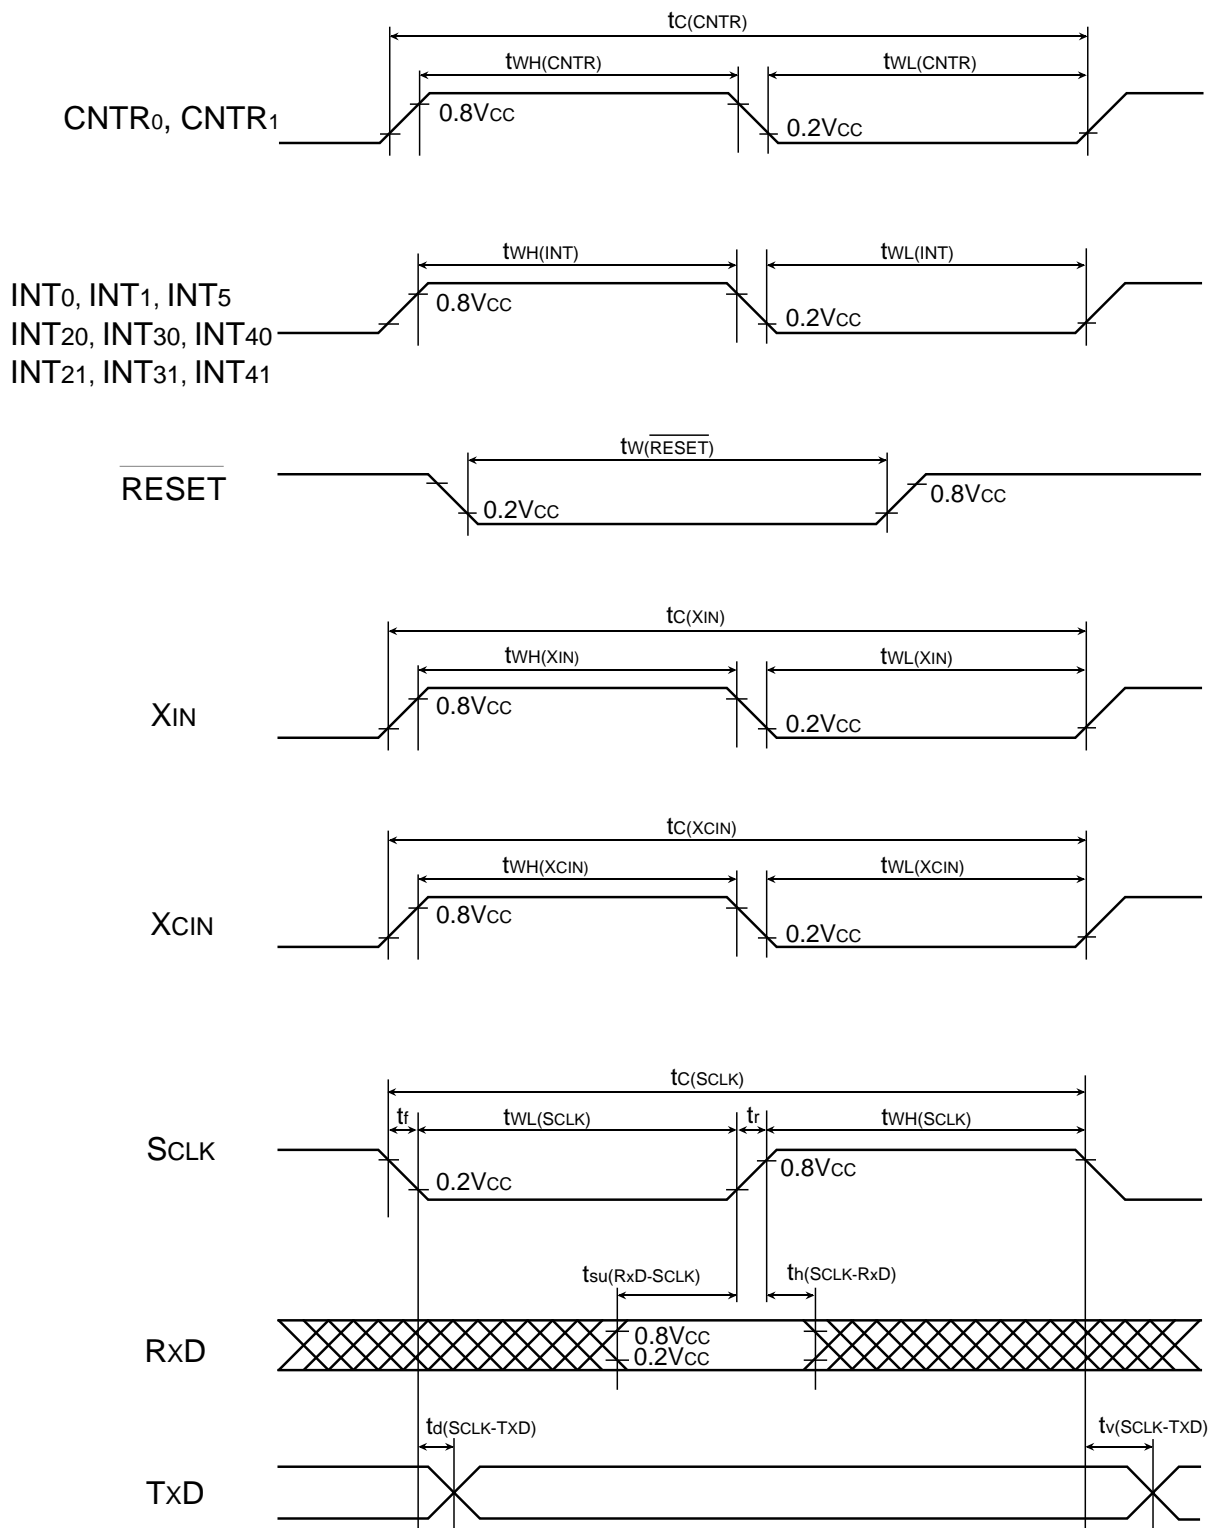 tC(CNTR)
tWH(CNTR)
tWL(CNTR)
CNTR0, CNTR1
0.8VCC
0.2VCC
tWH(INT)
tWL(INT)
INT0, INT1, INT5
INT20, INT30, INT40
INT21, INT31, INT41
0.8VCC
0.2VCC
tW(RESET)
RESET
0.2VCC
0.8VCC
tC(XIN)
tWH(XIN)
tWL(XIN)
XIN
0.8VCC
0.2VCC
tC(XCIN)
tWH(XCIN)
tWL(XCIN)
XCIN
0.8VCC
0.2VCC
tC(SCLK)
tf
tWL(SCLK)
tr
tWH(SCLK)
SCLK
0.2VCC
0.8VCC
tsu(RxD-SCLK)
th(SCLK-RxD)
RXD
0.8VCC
0.2VCC
td(SCLK-TXD)
tv(SCLK-TXD)
TXD